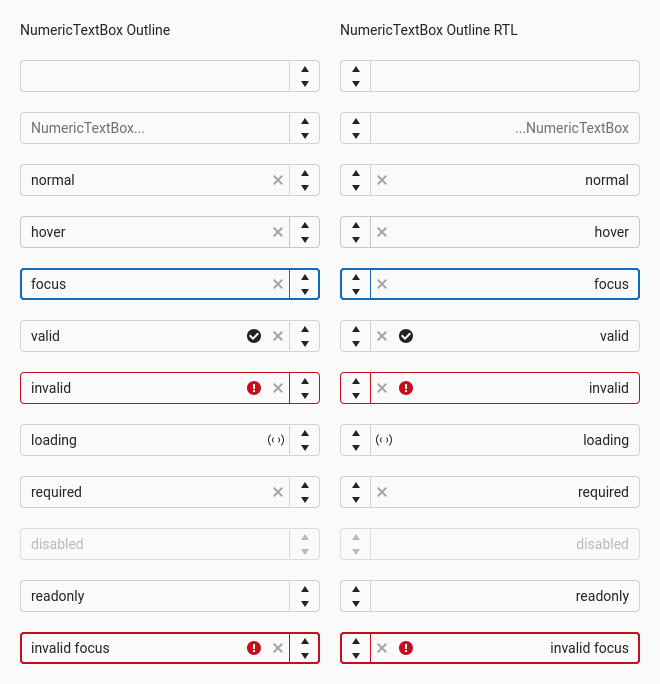 NumericTextBox Outline
NumericTextBox Outline RTL
NumericTextBox...
...NumericTextBox
normal
normal
hover
hover
focus
focus
valid
valid
invalid
invalid
loading
loading
required
required
disabled
disabled
readonly
readonly
invalid focus
invalid focus